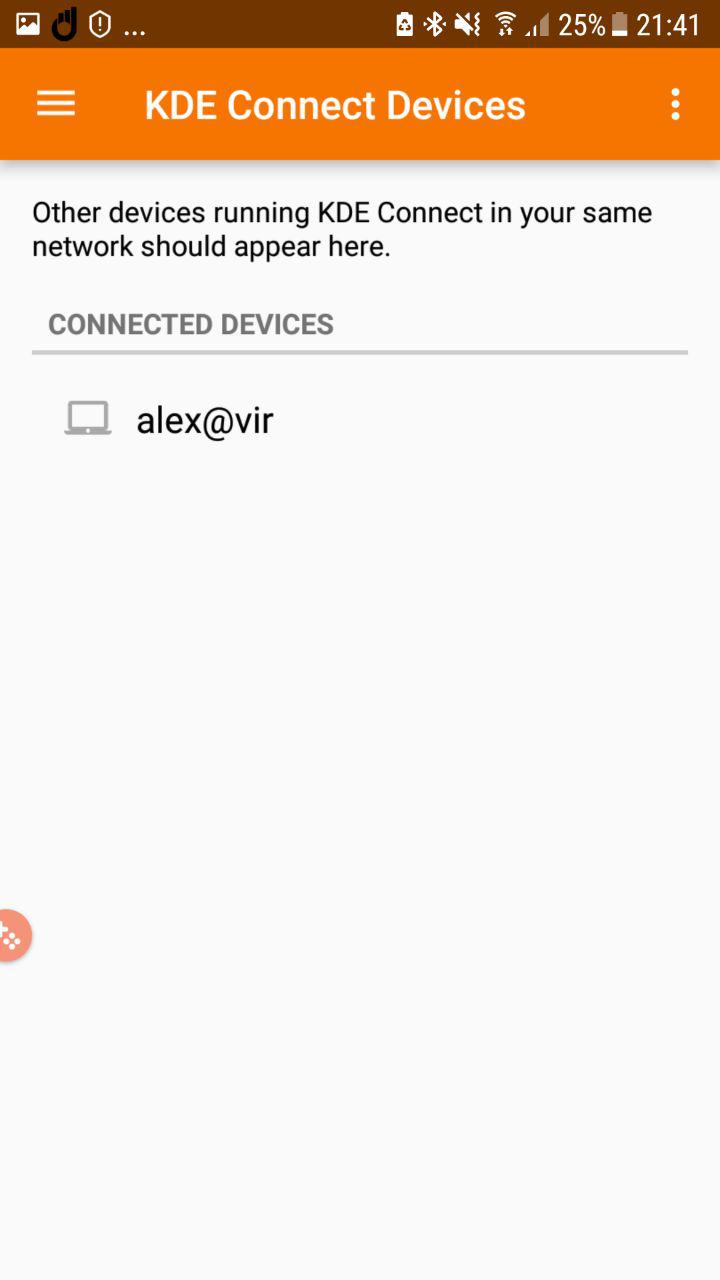 ... 25% 21:41
KDE Connect Devices
Other devices running KDE Connect in your same
network should appear here.
CONNECTED DEVICES
alex@vir